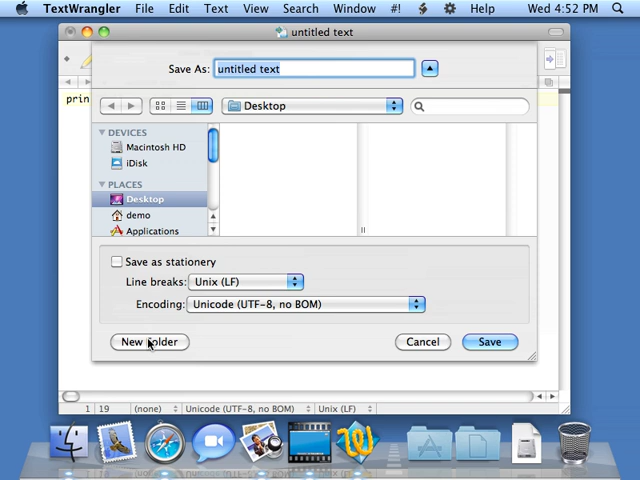 TextWrangler File Edit Text View Search Window #! Help Wed 4:52 PM
untitled text
Save As: untitled text
Desktop
DEVICES
Macintosh HD
iDisk
PLACES
Desktop
demo
Applications
prin
Save as stationery
Line breaks: Unix (LF)
Encoding: Unicode (UTF-8, no BOM)
New Folder Cancel Save
1 19 (none) Unicode (UTF-8, no BOM) Unix (LF)